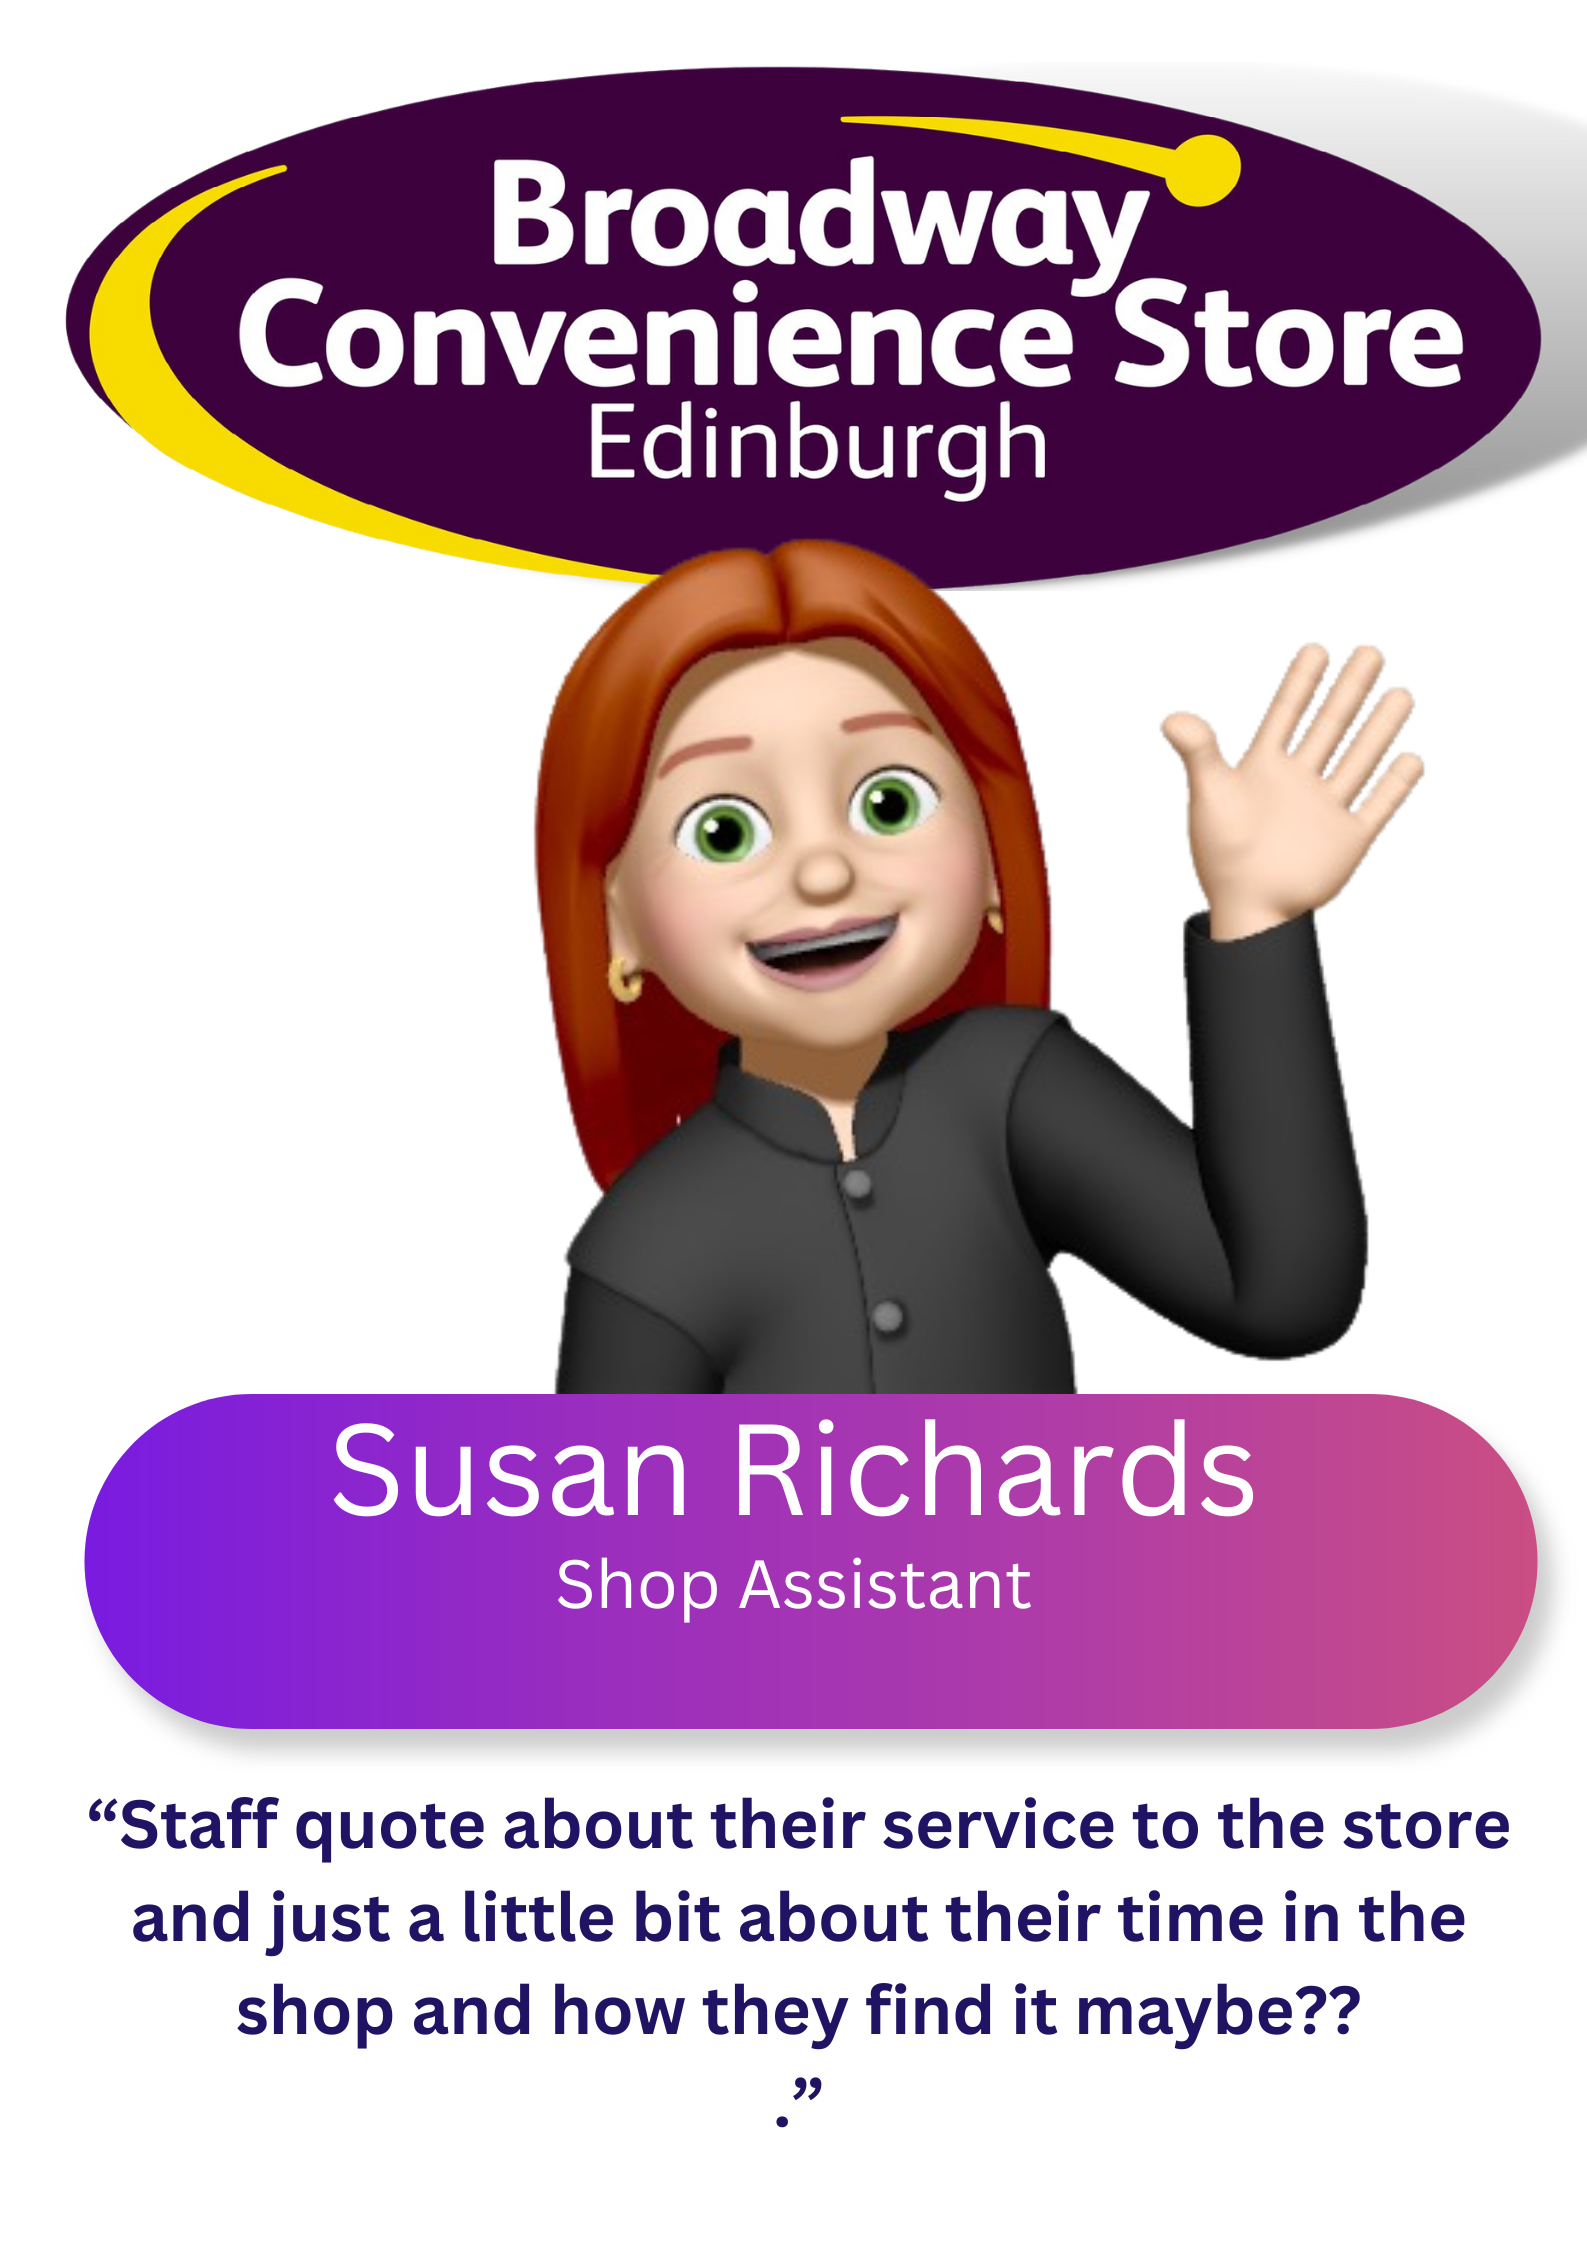 Broadway
Convenience Store
Edinburgh
Susan Richards
Shop Assistant
“Staff quote about their service to the store
and just a little bit about their time in the
shop and how they find it maybe??
.”